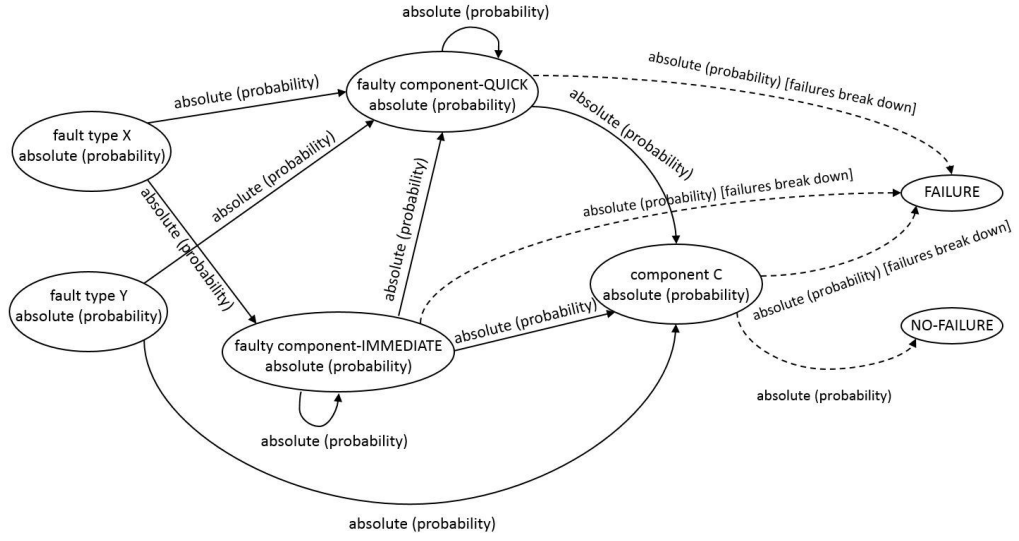 absolute (probability)
absolute (probability) [failures break down]
faulty component-QUICK
absolute (probability)
absolute (probability)
absolute (probability)
fault type X
absolute (probability)
absolute (probability)
absolute (probability) [failures break down]
FAILURE
absolute (probability)
absolute (probability)
component C
absolute (probability)
absolute (probability) [failures break down]
fault type Y
absolute (probability)
NO-FAILURE
absolute (probability)
faulty component-IMMEDIATE
absolute (probability)
absolute (probability)
absolute (probability)
absolute (probability)